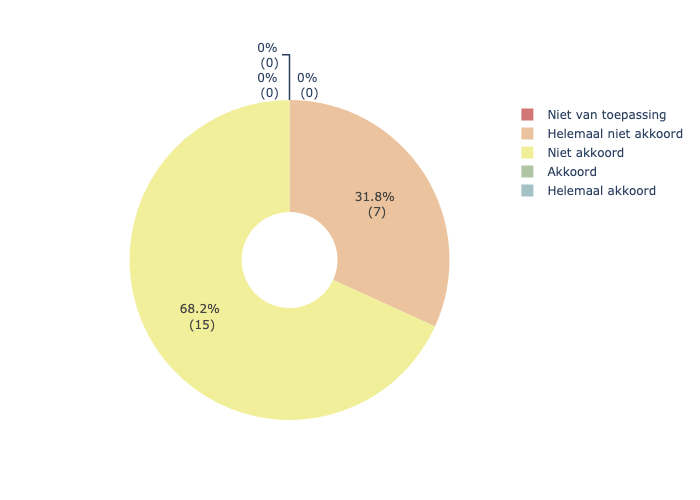 0%
(0)
0%
(0)
0%
(0)
31.8%
(7)
68.2%
(15)
Niet van toepassing
Helemaal niet akkoord
Niet akkoord
Akkoord
Helemaal akkoord